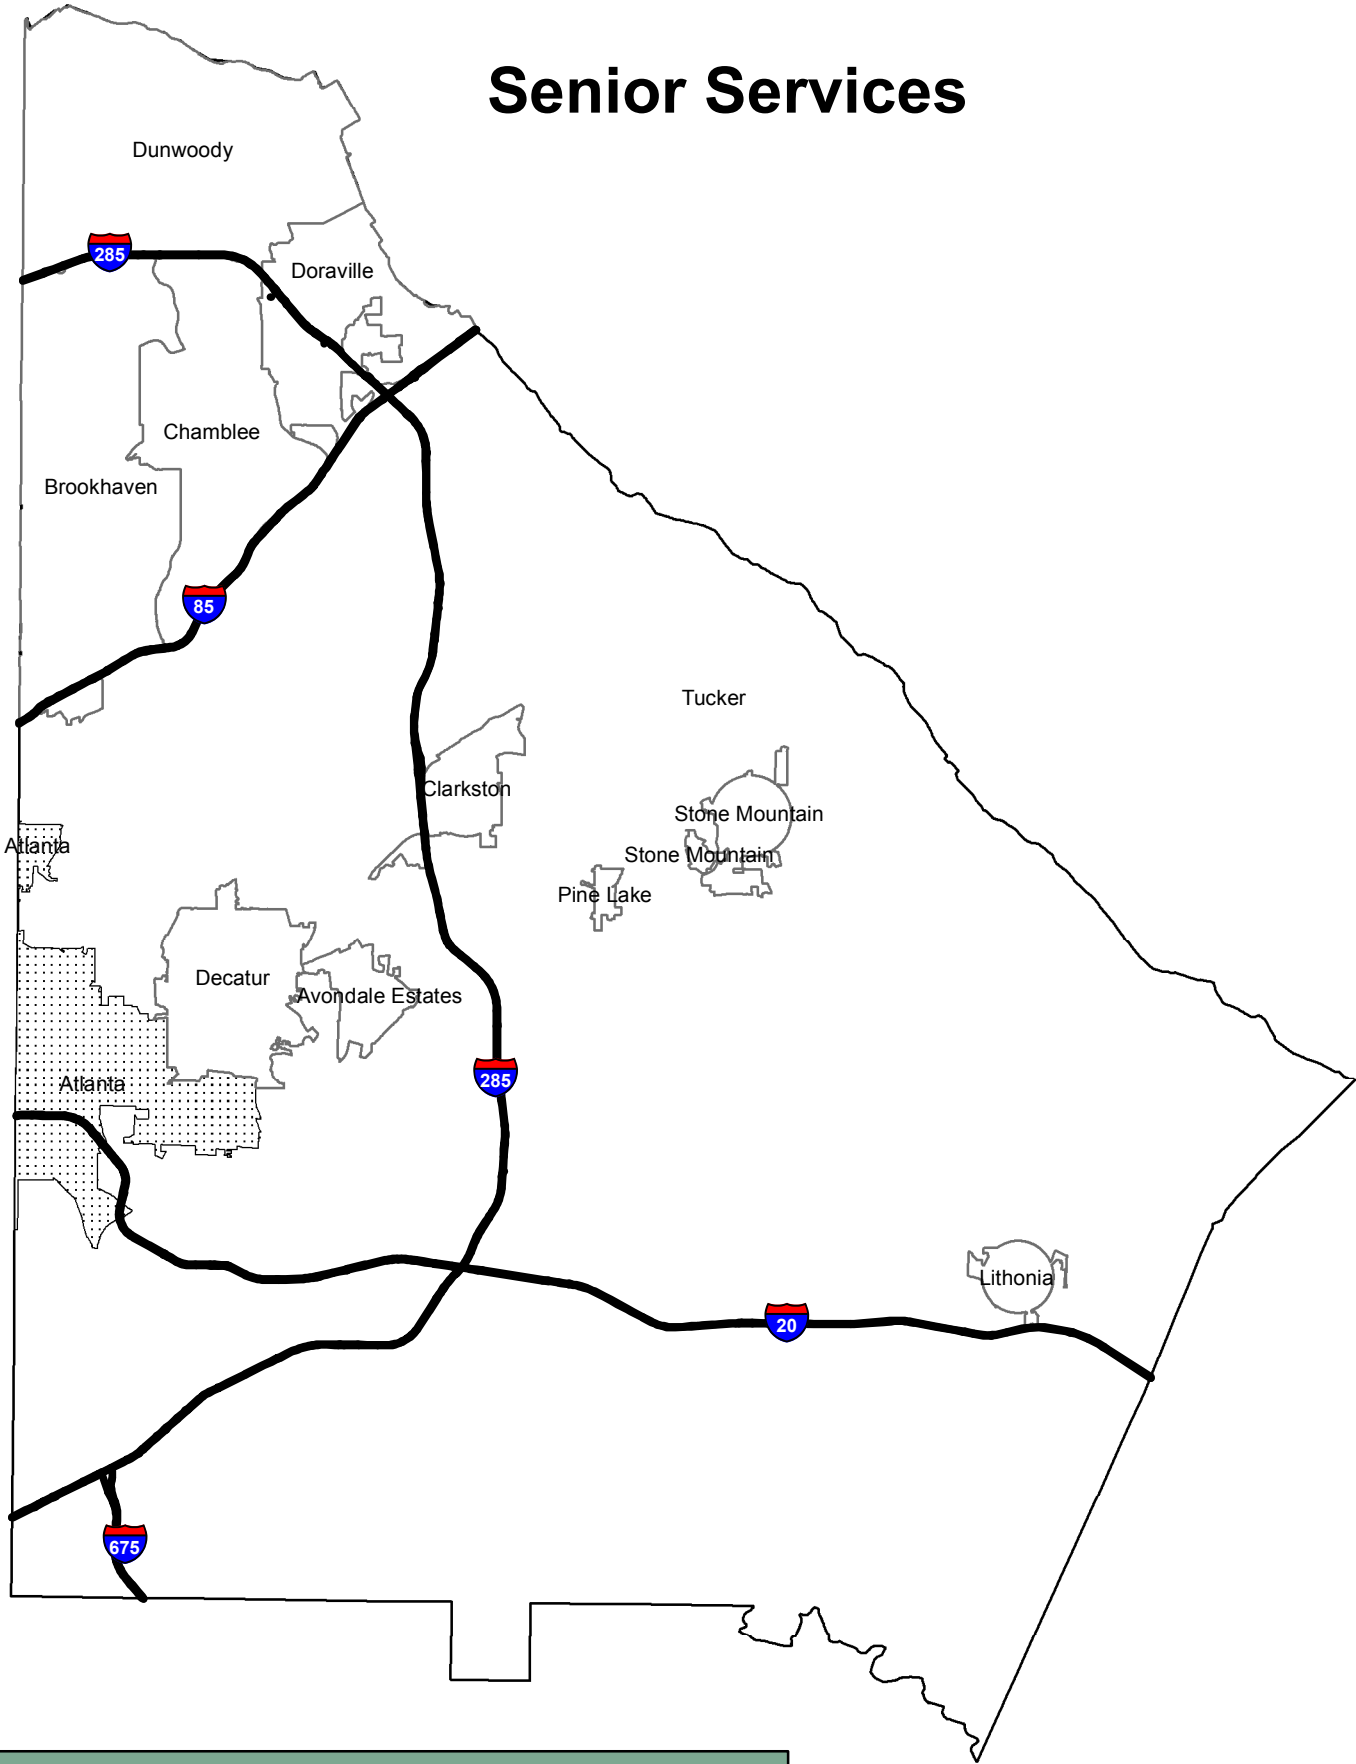 Senior Services
Dunwoody
285
Doraville
Chamblee
Brookhaven
85
Tucker
Clarkston
Stone Mountain
Atlanta
Stone Mountain
Pine Lake
Decatur
Avondale Estates
285
Atlanta
Lithonia
20
675